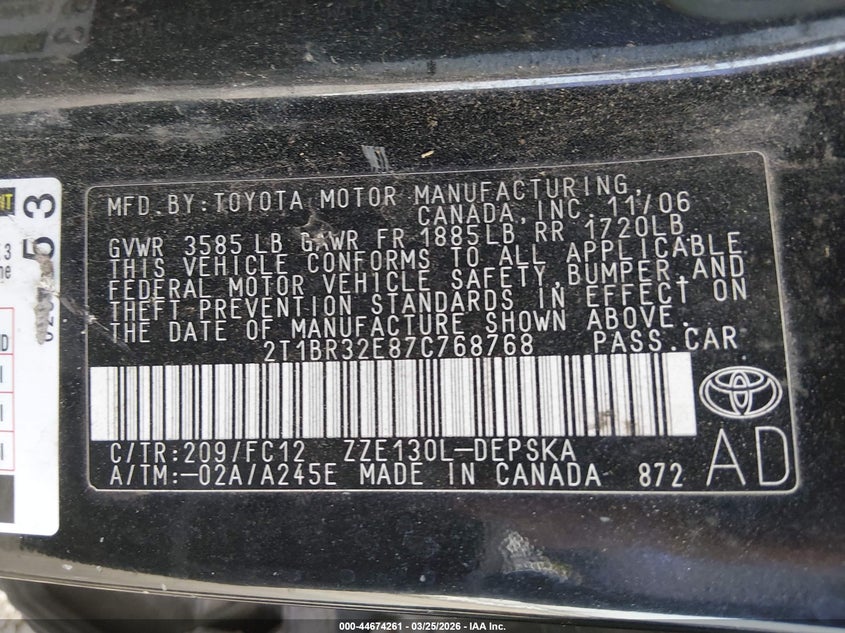 MFD. BY: TOYOTA MOTOR MANUFACTURING,
CANADA, INC. 11/06
GVWR 3585 LB GAWR FR 1885LB RR 1720LB
THIS VEHICLE CONFORMS TO ALL APPLICABLE
FEDERAL MOTOR VEHICLE SAFETY, BUMPER, AND
THEFT PREVENTION STANDARDS IN EFFECT ON
THE DATE OF MANUFACTURE SHOWN ABOVE.
2T1BR32E87C768768 PASS. CAR
C/TR: 209/FC12 ZZE130L-DEPSKA
A/TM: -02A/A245E MADE IN CANADA 872
AD
53
000-44674261 - 03/25/2026 - IAA Inc.